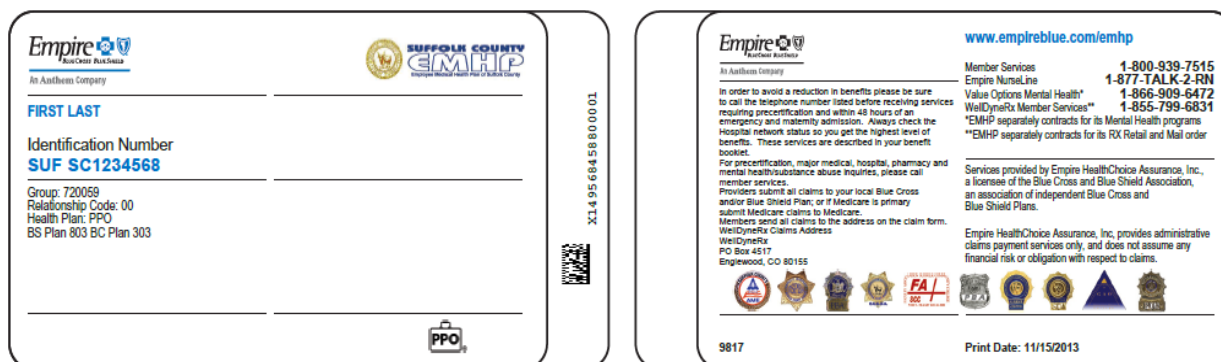 Empire
BLUECROSS BLUESHIELD
An Anthem Company
SUFFOLK COUNTY
EMHP
Employee Medical Health Plan of Suffolk County
FIRST LAST
Identification Number
SUF SC1234568
Group: 720059
Relationship Code: 00
Health Plan: PPO
BS Plan 803 BC Plan 303
PPO
X14956845880001
Empire
BLUECROSS BLUESHIELD
An Anthem Company
In order to avoid a reduction in benefits please be sure
to call the telephone number listed before receiving services
requiring precertification and within 48 hours of an
emergency and maternity admission. Always check the
Hospital network status so you get the highest level of
benefits. These services are described in your benefit
booklet.
For precertification, major medical, hospital, pharmacy and
mental health/substance abuse inquiries, please call
member services.
Providers submit all claims to your local Blue Cross
and/or Blue Shield Plan; or if Medicare is primary
submit Medicare claims to Medicare.
Members send all claims to the address on the claim form.
WellDyneRx Claims Address
WellDyneRx
PO Box 4517
Englewood, CO 80155
www.empireblue.com/emhp
Member Services 1-800-939-7515
Empire NurseLine 1-877-TALK-2-RN
Value Options Mental Health* 1-866-909-6472
WellDyneRx Member Services** 1-855-799-6831
*EMHP separately contracts for its Mental Health programs
**EMHP separately contracts for its RX Retail and Mail order
Services provided by Empire HealthChoice Assurance, Inc.,
a licensee of the Blue Cross and Blue Shield Association,
an association of independent Blue Cross and
Blue Shield Plans.
Empire HealthChoice Assurance, Inc, provides administrative
claims payment services only, and does not assume any
financial risk or obligation with respect to claims.
AME
FA
SCC
PBA
9817
Print Date: 11/15/2013